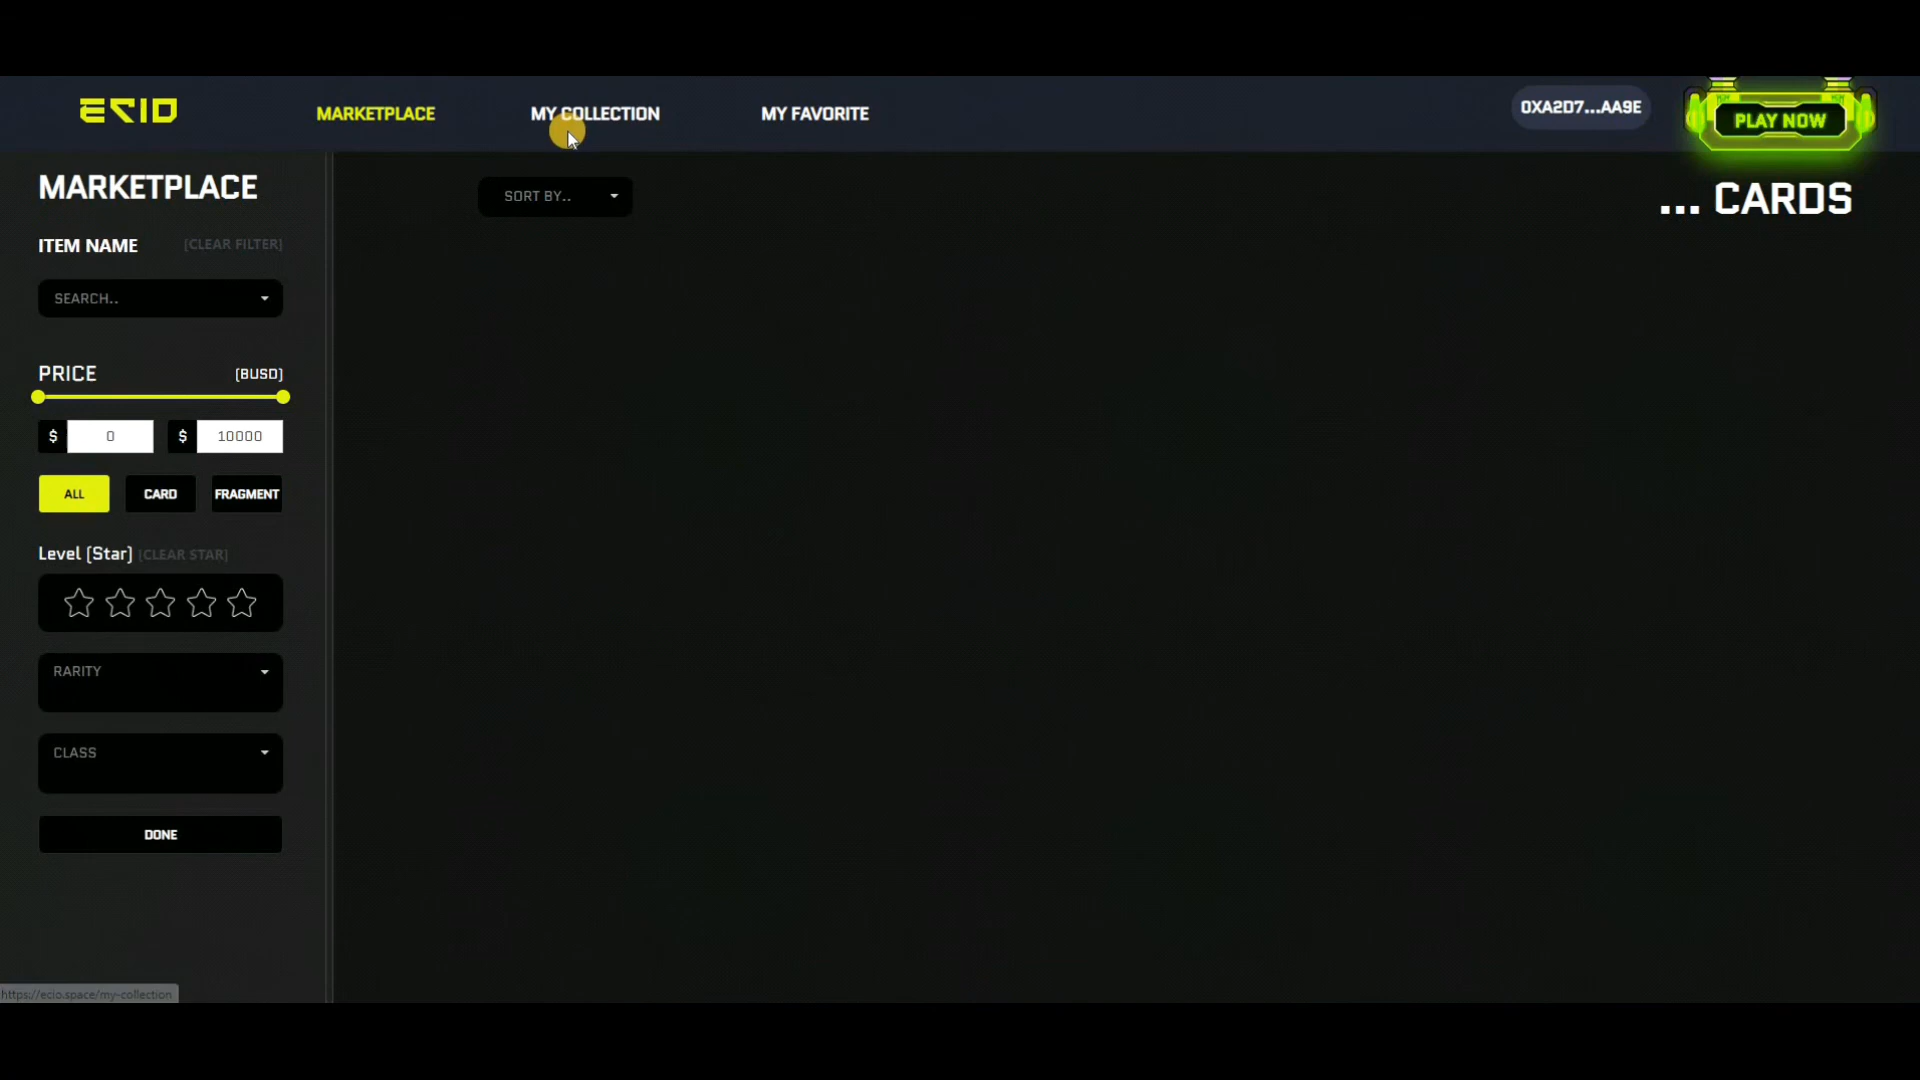 ECIO
MARKETPLACE
MY COLLECTION
MY FAVORITE
0XA2D7...AA9E
PLAY NOW
MARKETPLACE
SORT BY..
... CARDS
ITEM NAME
[CLEAR FILTER]
SEARCH..
PRICE
[BUSD]
$ 0
$ 10000
ALL
CARD
FRAGMENT
Level [Star] [CLEAR STAR]
RARITY
CLASS
DONE
https://ecio.space/my-collection